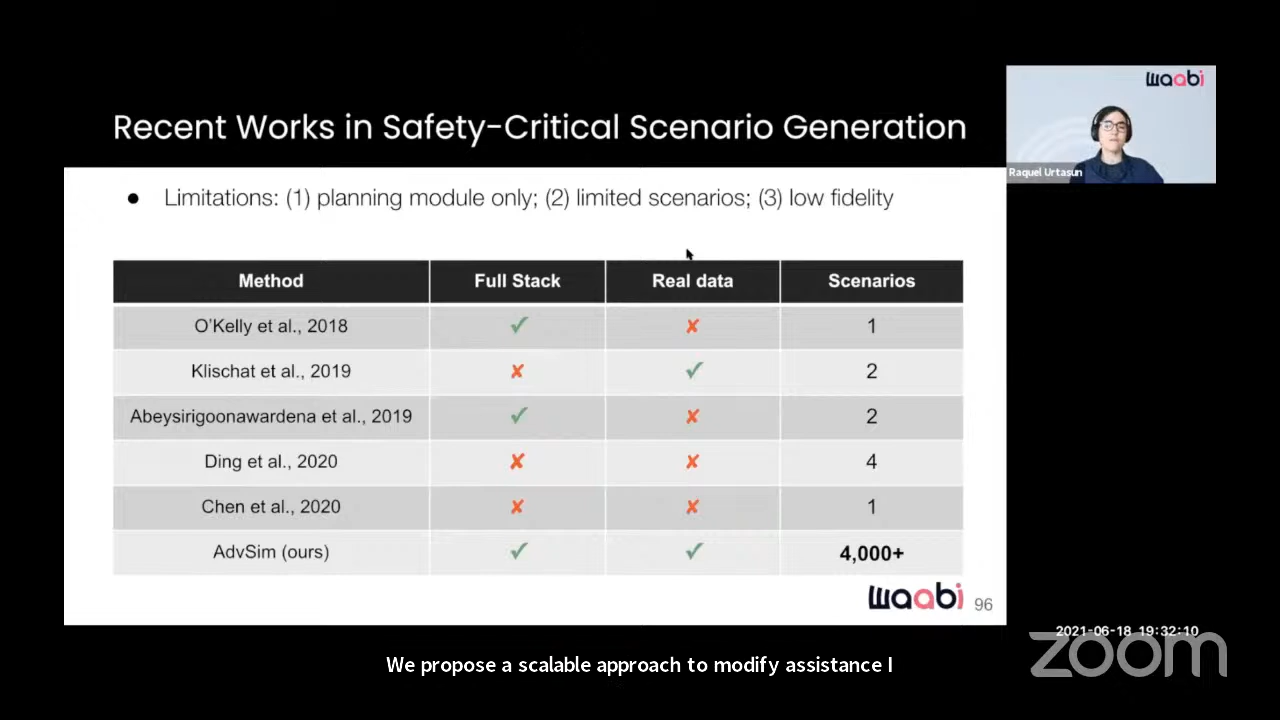 waabi
Recent Works in Safety-Critical Scenario Generation
Raquel Urtasun
● Limitations: (1) planning module only; (2) limited scenarios; (3) low fidelity
Method Full Stack Real data Scenarios
O'Kelly et al., 2018 ✓ ✘ 1
Klischat et al., 2019 ✘ ✓ 2
Abeysirigoonawardena et al., 2019 ✓ ✘ 2
Ding et al., 2020 ✘ ✘ 4
Chen et al., 2020 ✘ ✘ 1
AdvSim (ours) ✓ ✓ 4,000+
waabi 96
2021-06-18 19:32:10
zoom
We propose a scalable approach to modify assistance I